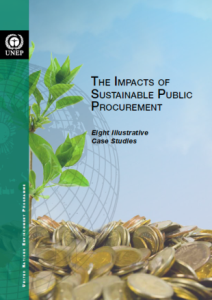 UNEP
THE IMPACTS OF
SUSTAINABLE PUBLIC
PROCUREMENT
Eight Illustrative
Case Studies
UNITED NATIONS ENVIRONMENT PROGRAMME